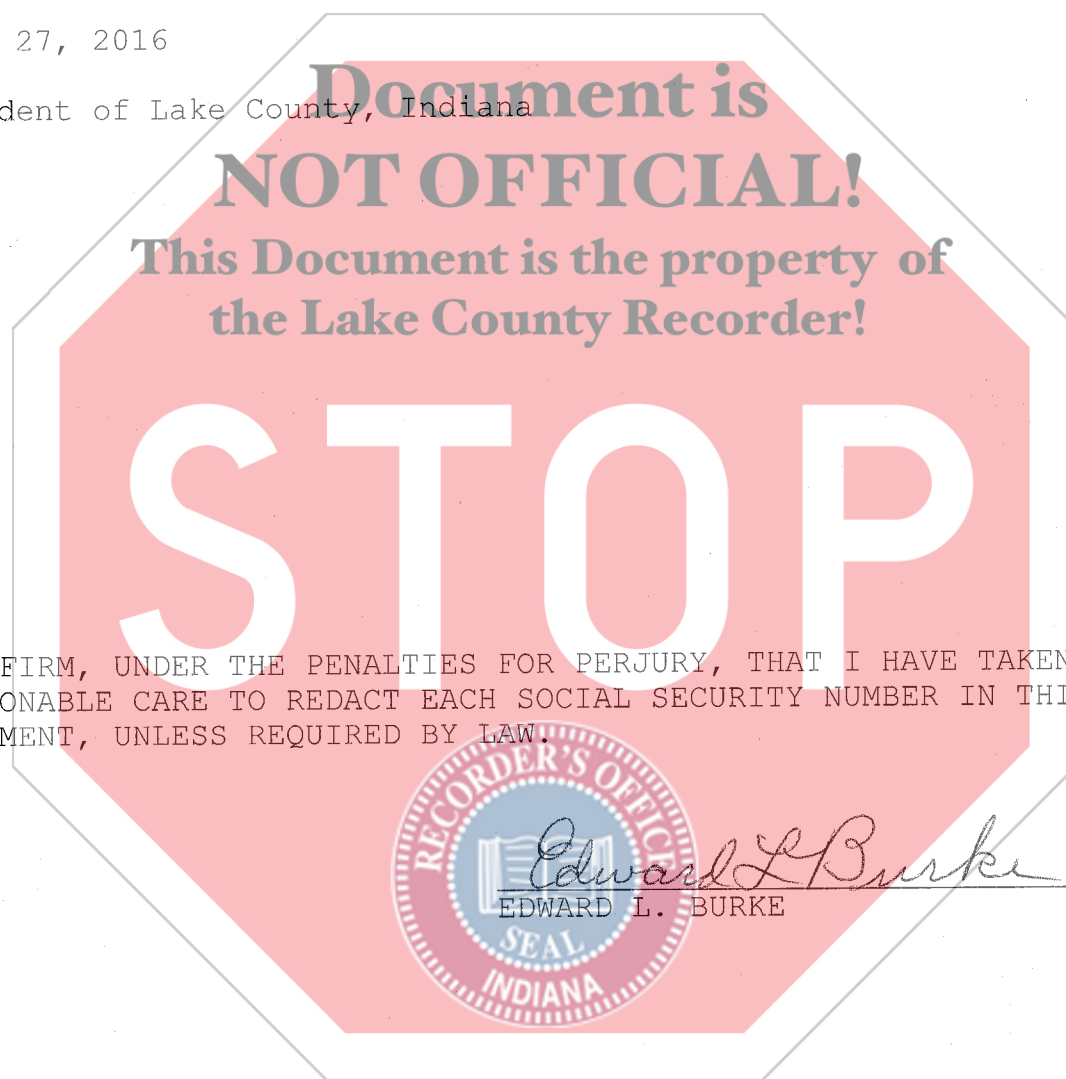 27, 2016
Document is
dent of Lake County, Indiana
NOT OFFICIAL!
This Document is the property of
the Lake County Recorder!
STOP
FIRM, UNDER THE PENALTIES FOR PERJURY, THAT I HAVE TAKEN
ONABLE CARE TO REDACT EACH SOCIAL SECURITY NUMBER IN THI
MENT, UNLESS REQUIRED BY LAW.
RECORDER'S OFFICE
Edward L Burke
EDWARD L. BURKE
SEAL
INDIANA